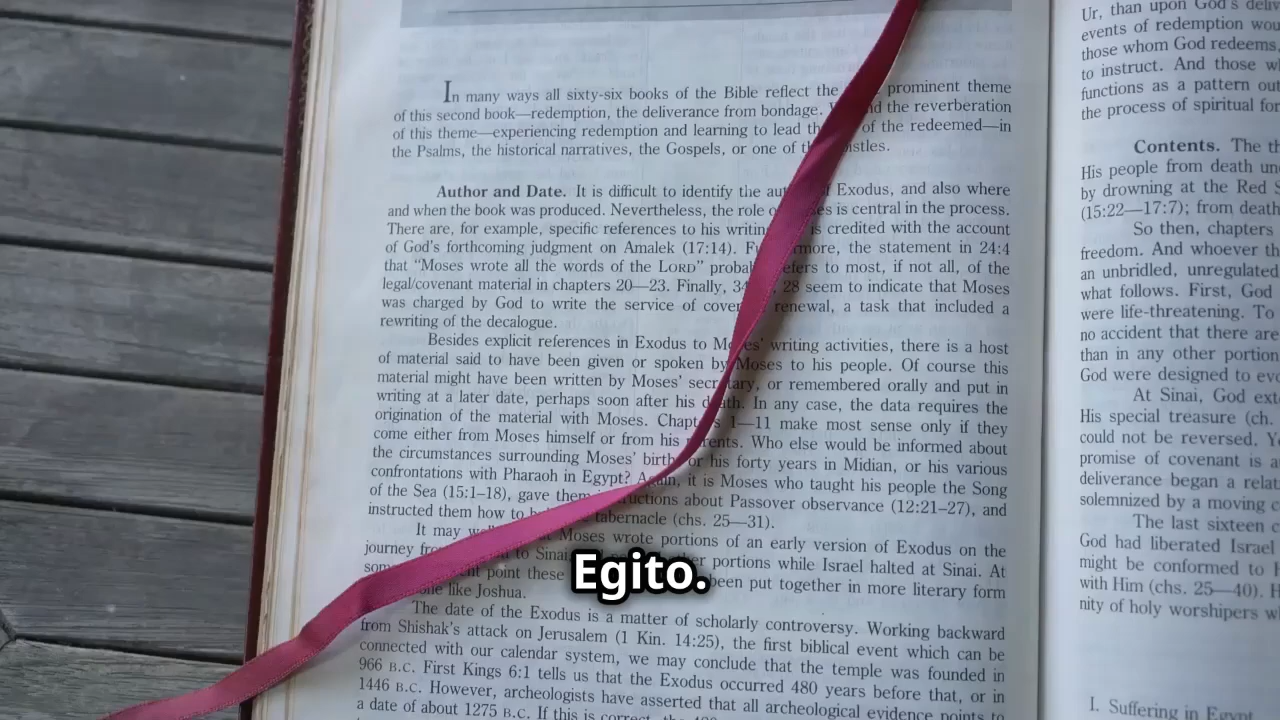 In many ways all sixty-six books of the Bible reflect the prominent theme
of this second book—redemption, the deliverance from bondage. the reverberation
of this theme—experiencing redemption and learning to lead of the redeemed—in
the Psalms, the historical narratives, the Gospels, or one of
Author and Date. It is difficult to identify the Exodus, and also where
and when the book was produced. Nevertheless, the role is central in the process.
There are, for example, specific references to his is credited with the account
of God's forthcoming judgment on Amalek (17:14). the statement in 24:4
that "Moses wrote all the words of the LORD" to most, if not all, of the
legal/covenant material in chapters 20—23. Finally, 28 seem to indicate that Moses
was charged by God to write the service of renewal, a task that included a
rewriting of the decalogue.
Besides explicit references in Exodus to writing activities, there is a host
of material said to have been given or spoken by Moses to his people. Of course this
material might have been written by Moses' or remembered orally and put in
writing at a later date, perhaps soon after his In any case, the data requires the
origination of the material with Moses. 1—11 make most sense only if they
come either from Moses himself or from his Who else would be informed about
the circumstances surrounding Moses' birth or his forty years in Midian, or his various
confrontations with Pharaoh in Egypt? it is Moses who taught his people the Song
of the Sea (15:1–18), gave them about Passover observance (12:21–27), and
instructed them how to tabernacle (chs. 25—31).
It may Moses wrote portions of an early version of Exodus on the
journey to Sinai portions while Israel halted at Sinai. At
point these been put together in more literary form
like Joshua.
The date of the Exodus is a matter of scholarly controversy. Working backward
from Shishak's attack on Jerusalem (1 Kin. 14:25), the first biblical event which can be
connected with our calendar system, we may conclude that the temple was founded in
966 B.C. First Kings 6:1 tells us that the Exodus occurred 480 years before that, or in
1446 B.C. However, archeologists have asserted that all archeological evidence points to
a date of about 1275 B.C. If this is correct, the
Egito.
Ur, than upon God's
events of redemption
those whom God redeems,
to instruct. And those
functions as a pattern
the process of spiritual
Contents. The
His people from death
by drowning at the Red
(15:22—17:7); from death
So then, chapters
freedom. And whoever
an unbridled, unregulated
what follows. First, God
were life-threatening. To
no accident that there are
than in any other portion
God were designed to
At Sinai, God
His special treasure (ch.
could not be reversed.
promise of covenant is
deliverance began a
solemnized by a moving
The last sixteen
God had liberated Israel
might be conformed to
with Him (chs. 25—40).
nity of holy worshipers
I. Suffering in Egypt